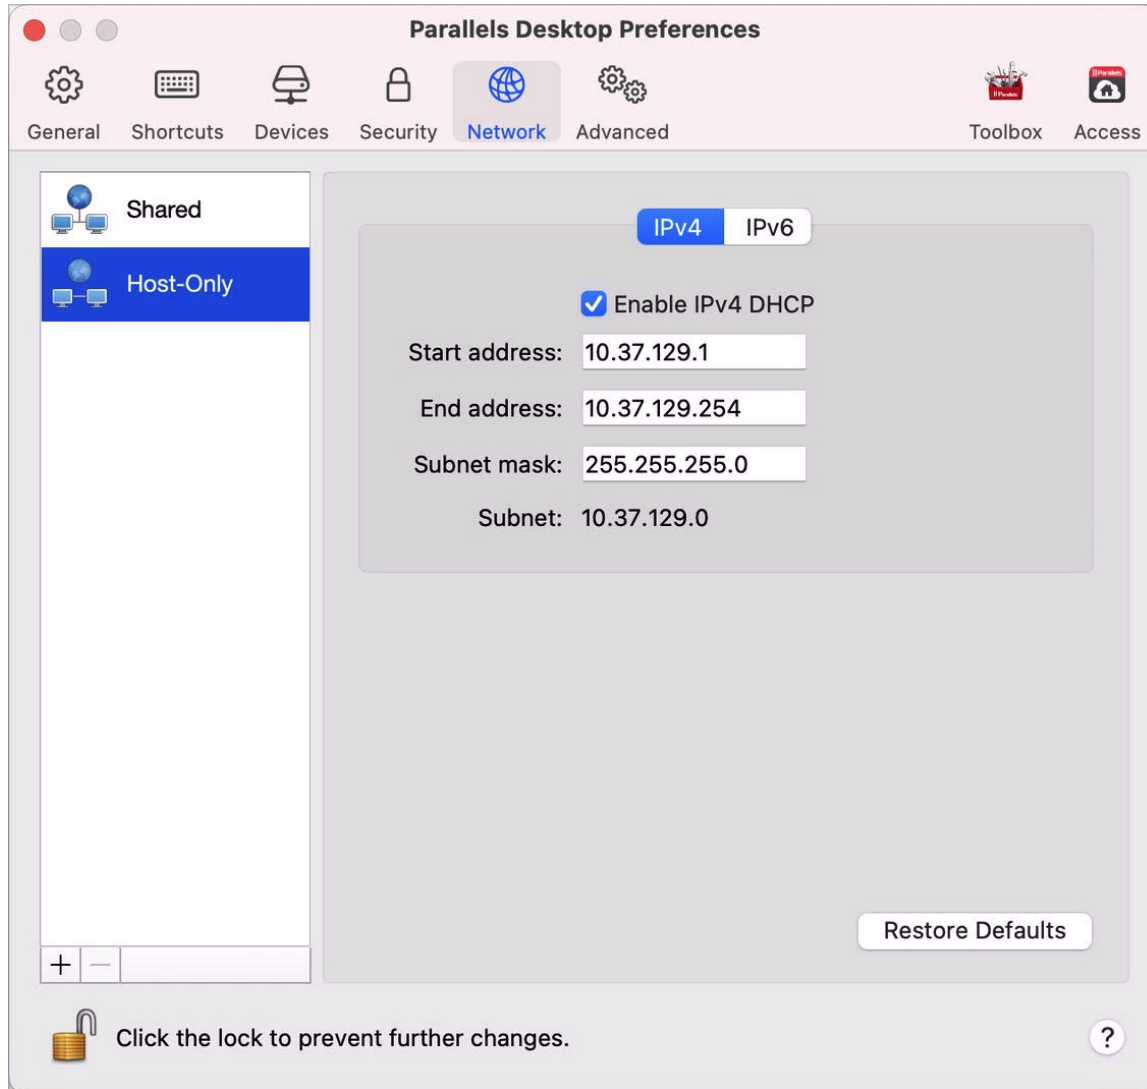 Parallels Desktop Preferences
General Shortcuts Devices Security Network Advanced Toolbox Access
Shared
Host-Only
IPv4 IPv6
Enable IPv4 DHCP
Start address: 10.37.129.1
End address: 10.37.129.254
Subnet mask: 255.255.255.0
Subnet: 10.37.129.0
Restore Defaults
Click the lock to prevent further changes.
?